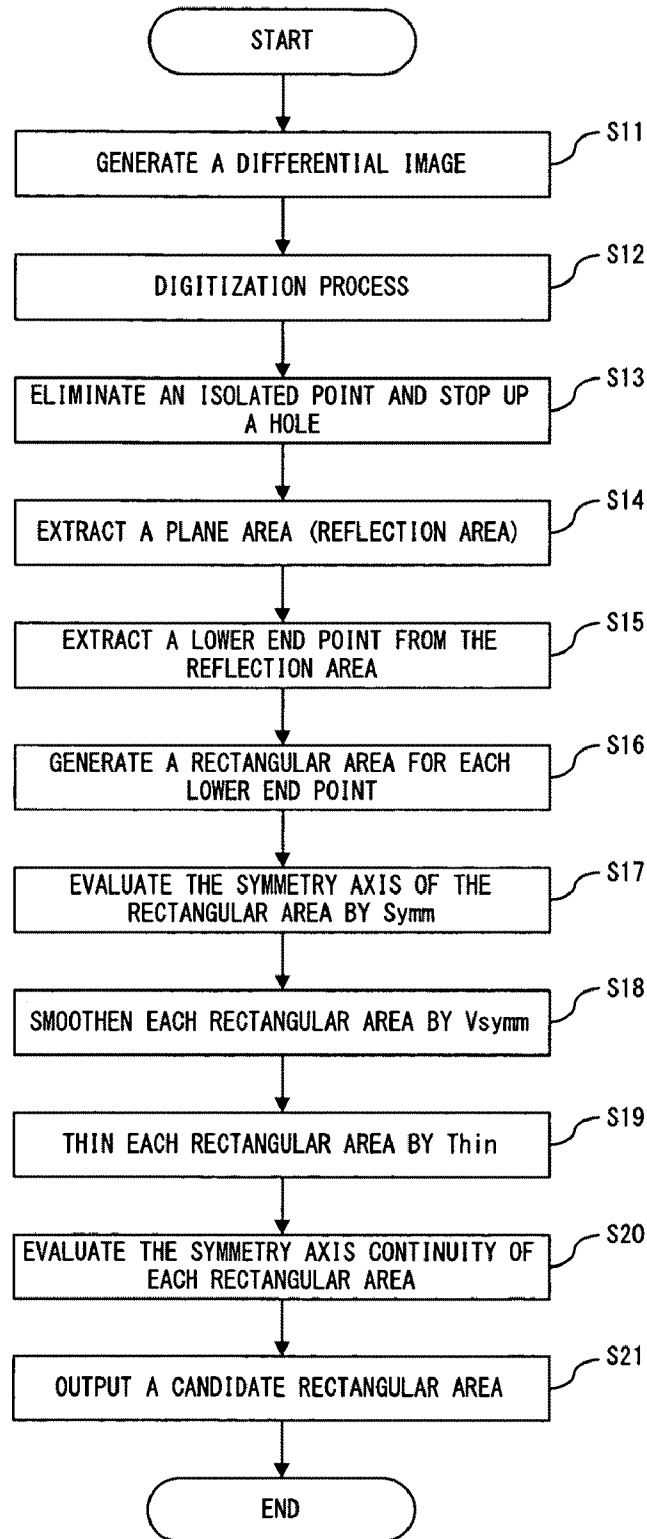 START
S11
GENERATE A DIFFERENTIAL IMAGE
S12
DIGITIZATION PROCESS
S13
ELIMINATE AN ISOLATED POINT AND STOP UP
A HOLE
S14
EXTRACT A PLANE AREA (REFLECTION AREA)
S15
EXTRACT A LOWER END POINT FROM THE
REFLECTION AREA
S16
GENERATE A RECTANGULAR AREA FOR EACH
LOWER END POINT
S17
EVALUATE THE SYMMETRY AXIS OF THE
RECTANGULAR AREA BY Symm
S18
SMOOTHEN EACH RECTANGULAR AREA BY Vsymm
S19
THIN EACH RECTANGULAR AREA BY Thin
S20
EVALUATE THE SYMMETRY AXIS CONTINUITY OF
EACH RECTANGULAR AREA
S21
OUTPUT A CANDIDATE RECTANGULAR AREA
END